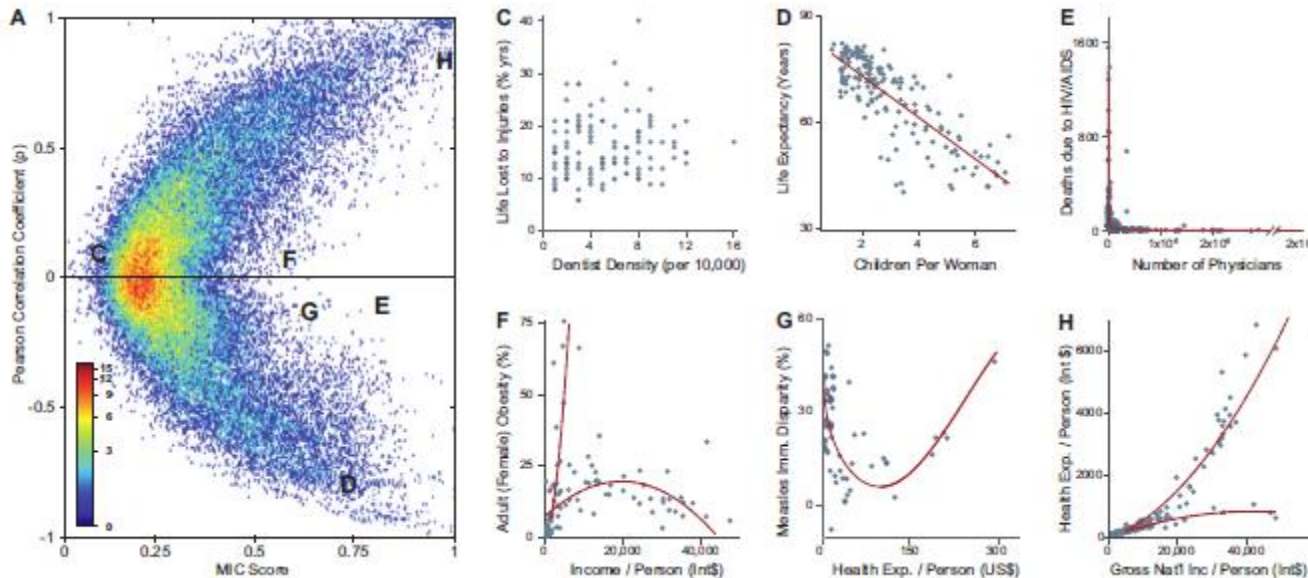 A
Pearson Correlation Coefficient (ρ)
1
0.5
0
-0.5
-1
H
C
F
E
G
D
15
12
9
6
3
0
0
0.25
0.5
0.75
1
MIC Score
C
Life Lost to Injuries (% yrs)
40
30
20
10
0
0
4
8
12
16
Dentist Density (per 10,000)
D
Life Expectancy (Years)
90
60
30
2
4
6
Children Per Woman
E
Deaths due to HIV/AIDS
1600
800
0
0
Number of Physicians
F
Adult (Female) Obesity (%)
75
50
25
0
0
20,000
40,000
Income / Person (Int$)
G
Measles Imm. Disparity (%)
60
30
0
0
150
300
Health Exp. / Person (US$)
H
Health Exp. / Person (Int $)
6000
4000
2000
0
0
20,000
40,000
Gross Nat'l Inc / Person (Int$)